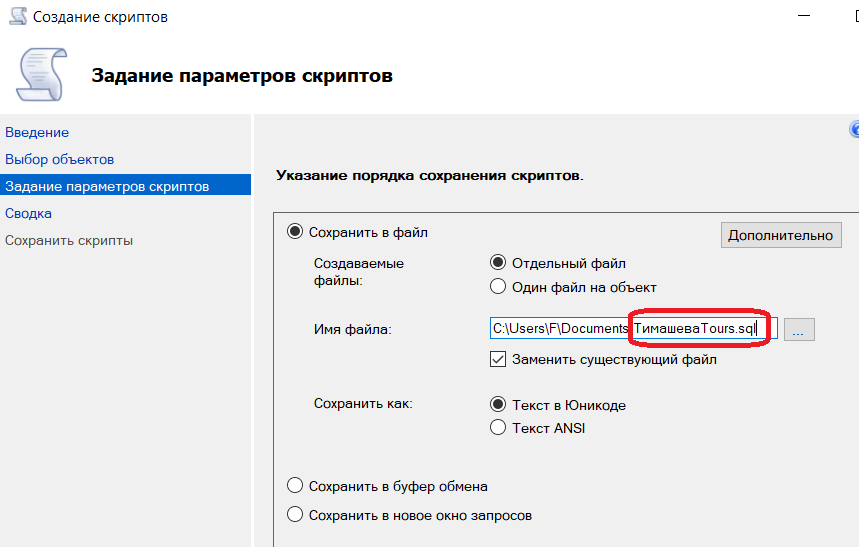 Создание скриптов
Задание параметров скриптов
Введение
Выбор объектов
Задание параметров скриптов
Сводка
Сохранить скрипты
Указание порядка сохранения скриптов.
Сохранить в файл
Дополнительно
Создаваемые файлы:
Отдельный файл
Один файл на объект
Имя файла:
C:\Users\F\Documents\ТимашеваTours.sql
...
Заменить существующий файл
Сохранить как:
Текст в Юникоде
Текст ANSI
Сохранить в буфер обмена
Сохранить в новое окно запросов